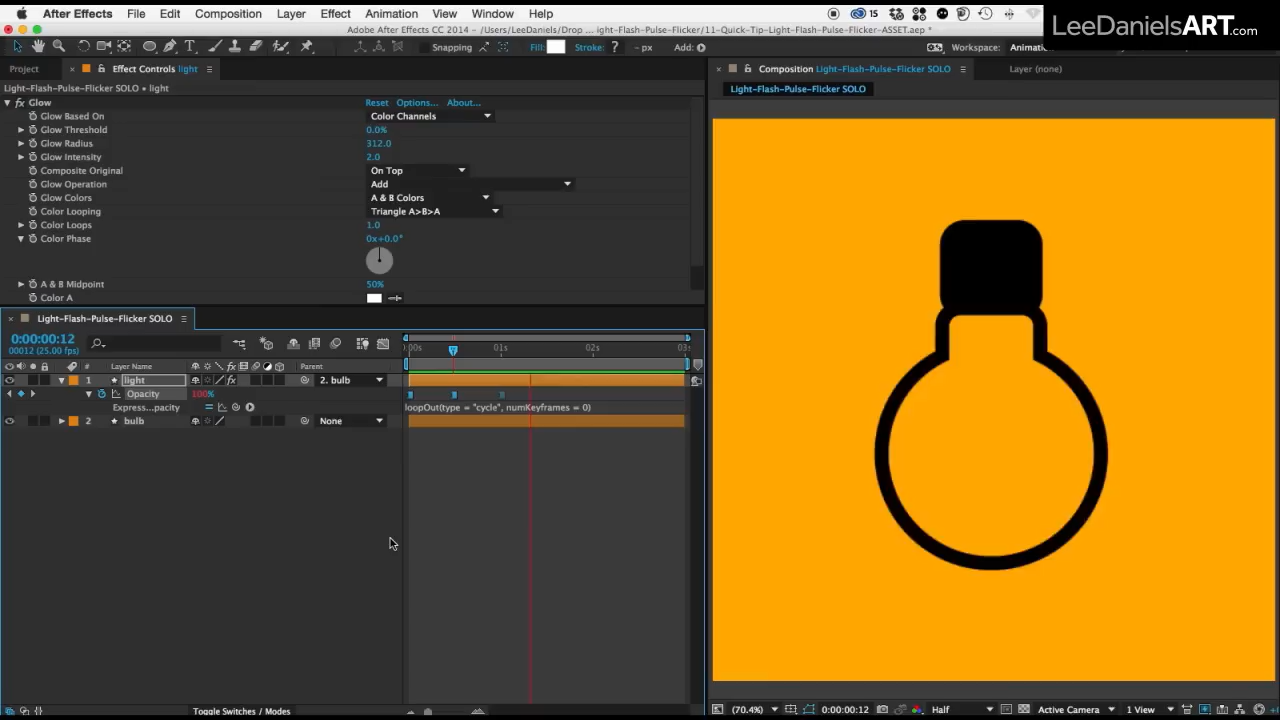 After Effects File Edit Composition Layer Effect Animation View Window Help 15
LeeDanielsART.com
Adobe After Effects CC 2014 - /Users/LeeDaniels/Drop ight-Flash-Pulse-Flicker/11-Quick-Tip-Light-Flash-Pulse-Flicker-ASSET.aep *
Snapping Fill: Stroke: ? - px Add: Workspace: Animati
Project × Effect Controls light
× Composition Light-Flash-Pulse-Flicker SOLO Layer (none)
Light-Flash-Pulse-Flicker SOLO • light
Light-Flash-Pulse-Flicker SOLO
fx Glow Reset Options... About...
Glow Based On Color Channels
Glow Threshold 0.0%
Glow Radius 312.0
Glow Intensity 2.0
Composite Original On Top
Glow Operation Add
Glow Colors A & B Colors
Color Looping Triangle A>B>A
Color Loops 1.0
Color Phase 0x+0.0°
A & B Midpoint 50%
Color A
× Light-Flash-Pulse-Flicker SOLO
0:00:00:12
00012 (25.00 fps)
:00s 01s 02s 03s
# Layer Name fx Parent
1 light fx 2. bulb
Opacity 100%
Express...pacity = loopOut(type = "cycle", numKeyframes = 0)
2 bulb None
Toggle Switches / Modes
(70.4%) 0:00:00:12 Half Active Camera 1 View